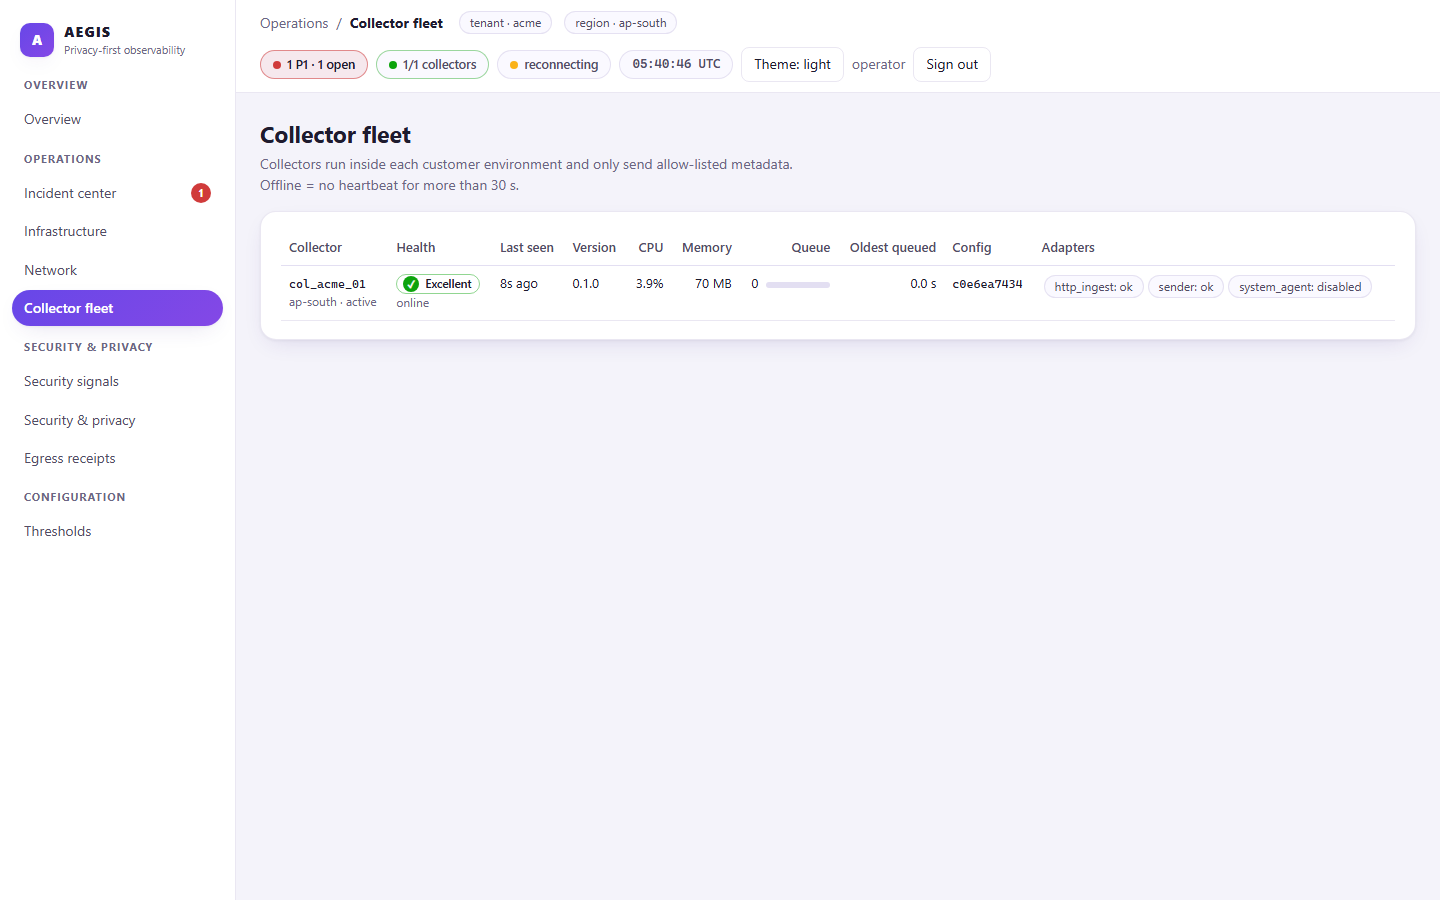 A
AEGIS
Privacy-first observability
OVERVIEW
Overview
OPERATIONS
Incident center 1
Infrastructure
Network
Collector fleet
SECURITY & PRIVACY
Security signals
Security & privacy
Egress receipts
CONFIGURATION
Thresholds
Operations / Collector fleet tenant · acme region · ap-south
1 P1 · 1 open 1/1 collectors reconnecting 05:40:46 UTC Theme: light operator Sign out
Collector fleet
Collectors run inside each customer environment and only send allow-listed metadata.
Offline = no heartbeat for more than 30 s.
Collector Health Last seen Version CPU Memory Queue Oldest queued Config Adapters
col_acme_01 Excellent 8s ago 0.1.0 3.9% 70 MB 0 0.0 s c0e6ea7434 http_ingest: ok sender: ok system_agent: disabled
ap-south · active online